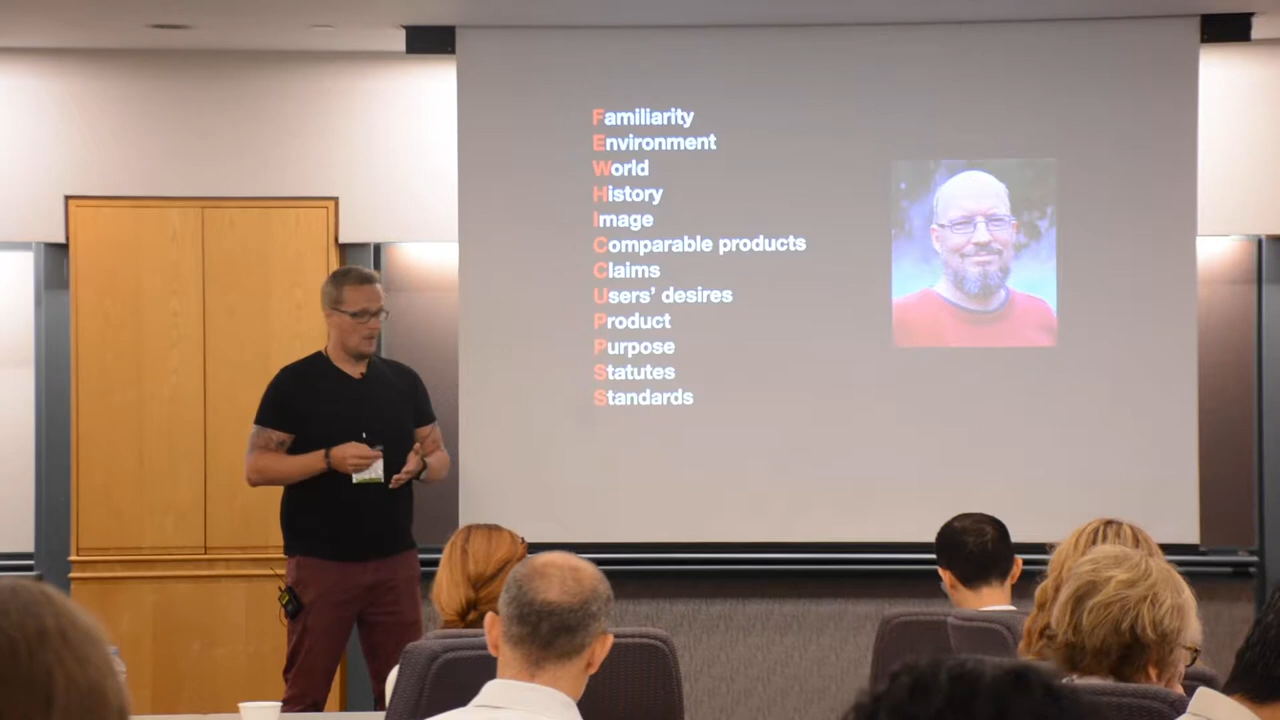 Familiarity
Environment
World
History
Image
Comparable products
Claims
Users’ desires
Product
Purpose
Statutes
Standards